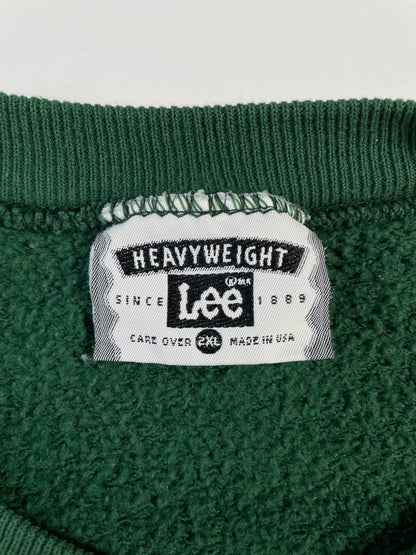 HEAVYWEIGHT
SINCE Lee 1889
CARE OVER 2XL MADE IN USA